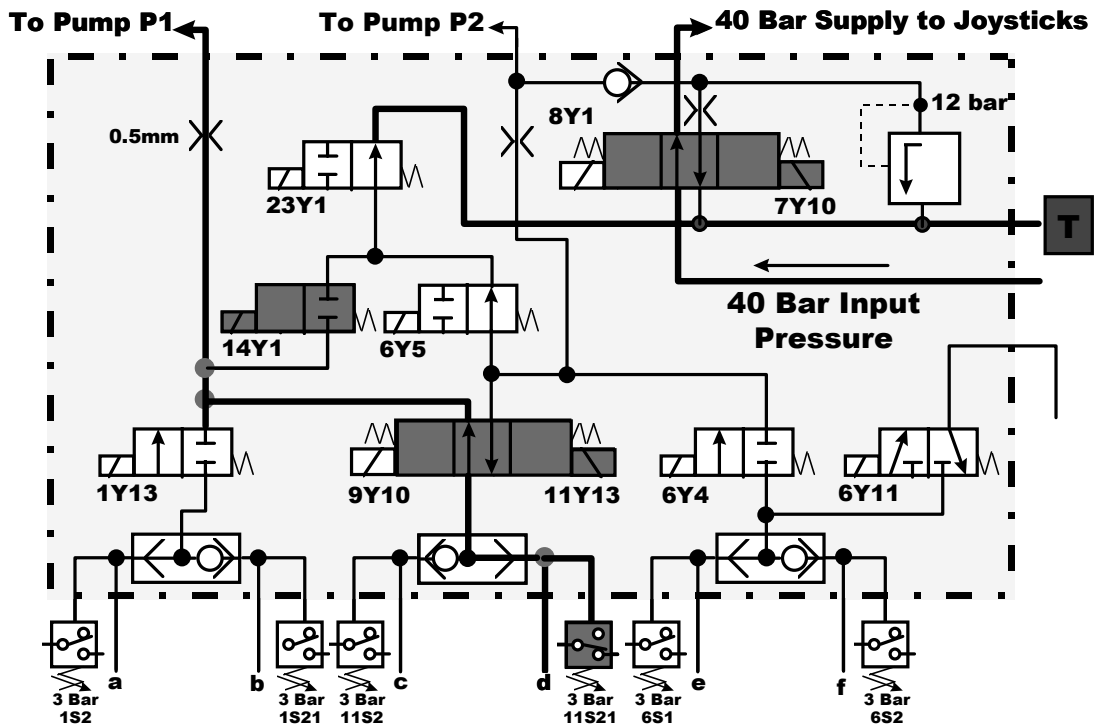 To Pump P1
To Pump P2
40 Bar Supply to Joysticks
0.5mm
8Y1
12 bar
23Y1
7Y10
T
40 Bar Input
Pressure
14Y1
6Y5
1Y13
9Y10
11Y13
6Y4
6Y11
a
b
c
d
e
f
3 Bar
1S2
3 Bar
1S21
3 Bar
11S2
3 Bar
11S21
3 Bar
6S1
3 Bar
6S2